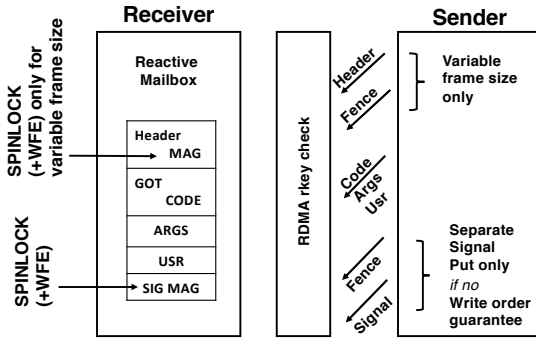 Receiver
Sender
SPINLOCK
(+WFE) only for
variable frame size
Reactive
Mailbox
Header
MAG
GOT
CODE
ARGS
USR
SIG MAG
SPINLOCK
(+WFE)
RDMA rkey check
Header
Fence
Code
Args
Usr
Fence
Signal
Variable
frame size
only
Separate
Signal
Put only
if no
Write order
guarantee